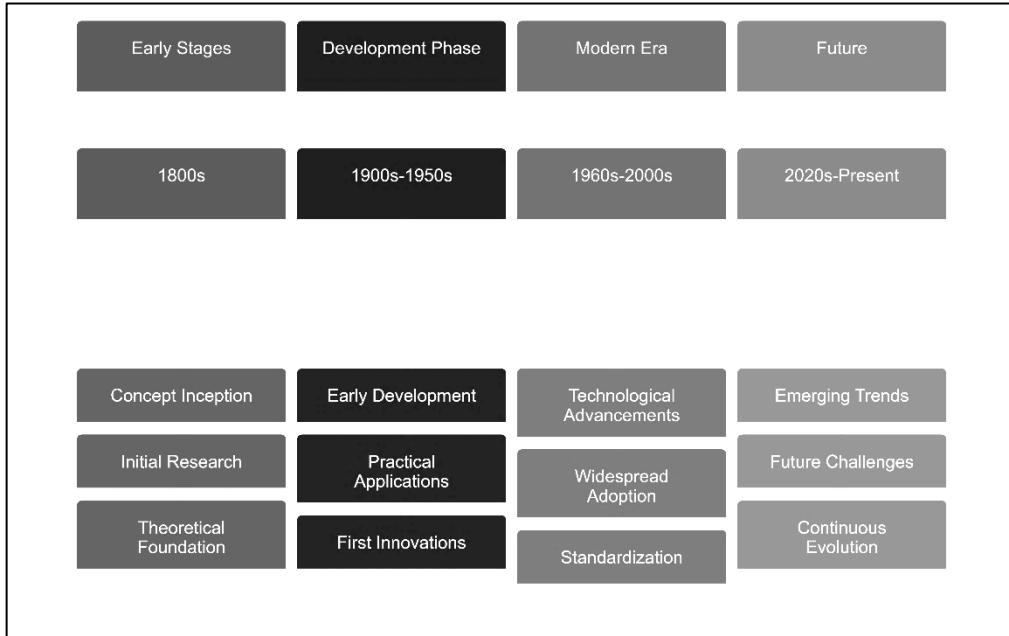 Early Stages
Development Phase
Modern Era
Future
1800s
1900s-1950s
1960s-2000s
2020s-Present
Concept Inception
Initial Research
Theoretical
Foundation
Early Development
Practical
Applications
First Innovations
Technological
Advancements
Widespread
Adoption
Standardization
Emerging Trends
Future Challenges
Continuous
Evolution